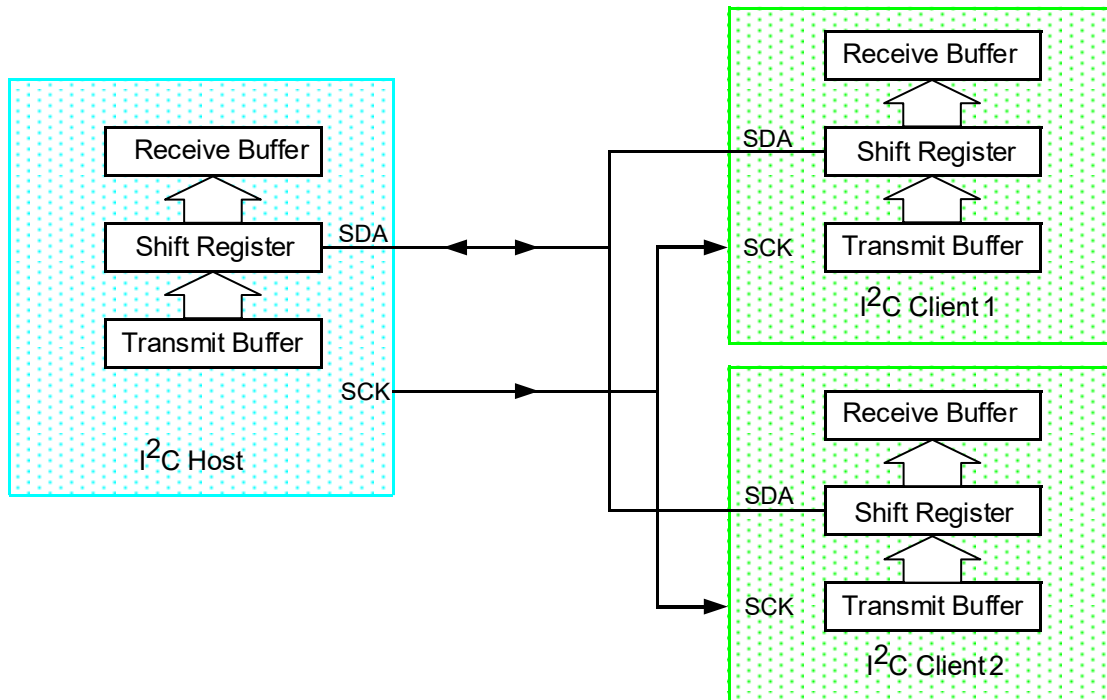 Receive Buffer
Shift Register
SDA
Transmit Buffer
SCK
I²C Host
Receive Buffer
SDA
Shift Register
SCK
Transmit Buffer
I²C Client 1
Receive Buffer
SDA
Shift Register
SCK
Transmit Buffer
I²C Client 2